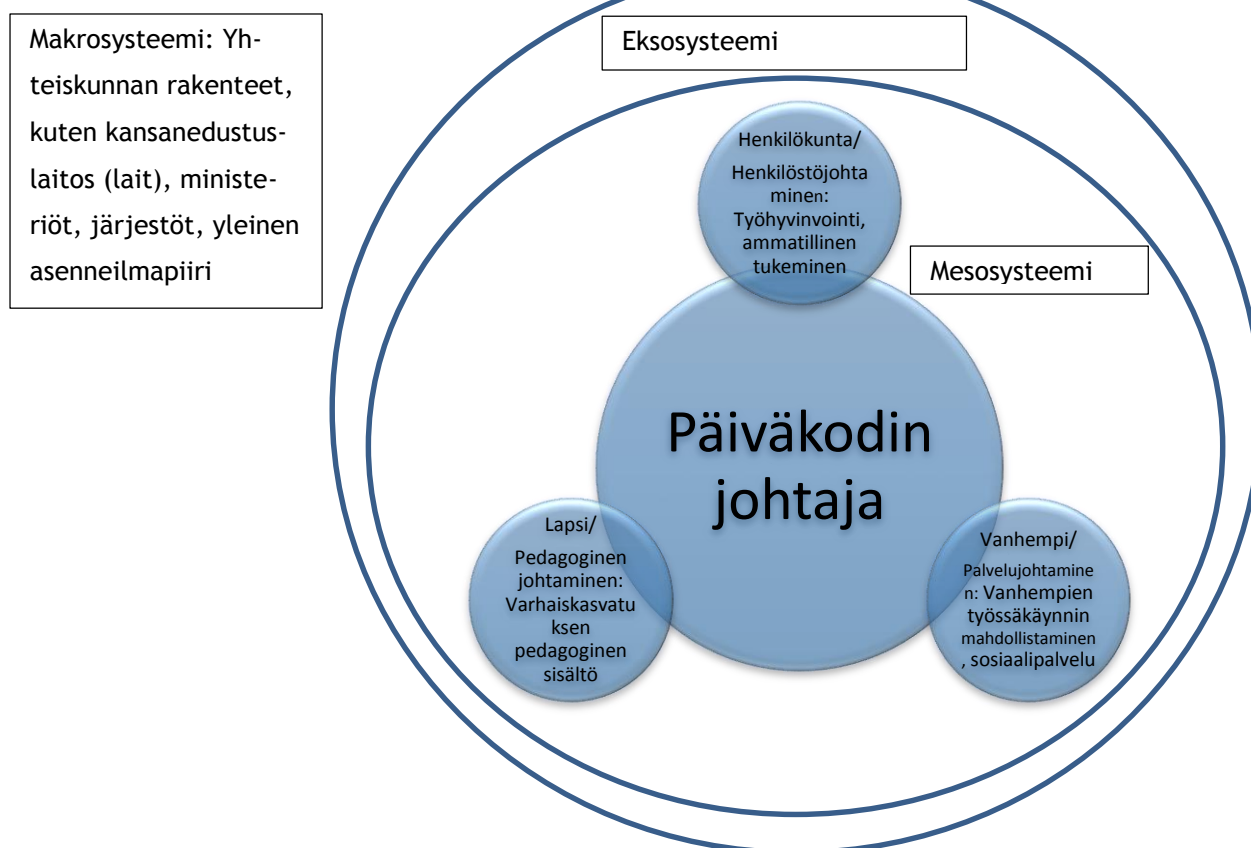 Makrosysteemi: Yh-
teiskunnan rakenteet,
kuten kansanedustus-
laitos (lait), ministe-
riöt, järjestöt, yleinen
asenneilmapiiri
Eksosysteemi
Henkilökunta/
Henkilöstöjohta
minen:
Työhyvinvointi,
ammatillinen
tukeminen
Mesosysteemi
Päiväkodin
johtaja
Lapsi/
Pedagoginen
johtaminen:
Varhaiskasvatu
ksen
pedagoginen
sisältö
Vanhempi/
Palvelujohtamine
n: Vanhempien
työssäkäynnin
mahdollistaminen
, sosiaalipalvelu